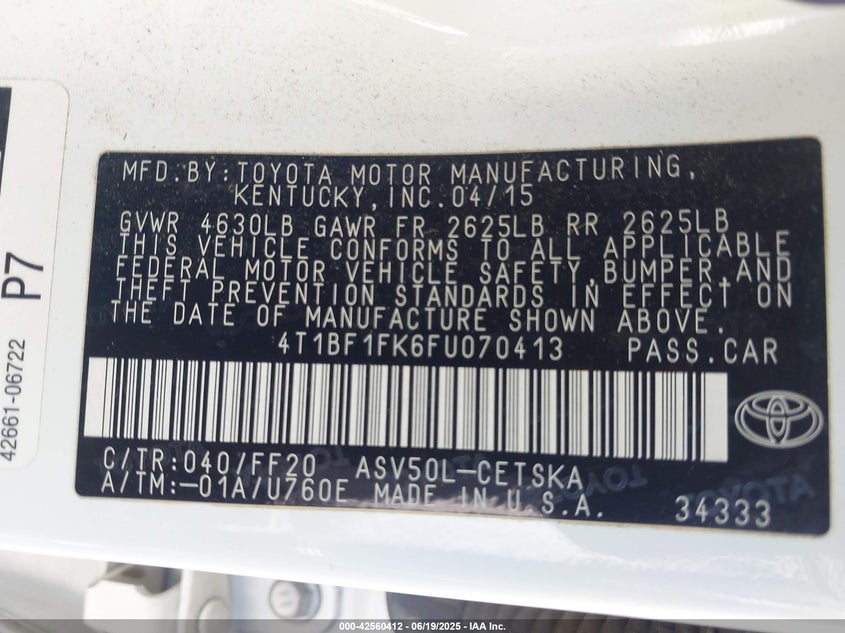 MFD.BY:TOYOTA MOTOR MANUFACTURING,
KENTUCKY,INC.04/15
GVWR 4630LB GAWR FR 2625LB RR 2625LB
THIS VEHICLE CONFORMS TO ALL APPLICABLE
FEDERAL MOTOR VEHICLE SAFETY,BUMPER,AND
THEFT PREVENTION STANDARDS IN EFFECT ON
THE DATE OF MANUFACTURE SHOWN ABOVE.
4T1BF1FK6FU070413 PASS.CAR
C/TR:040/FF20 ASV50L-CETSKA
A/TM:-01A/U760E MADE IN U.S.A. 34333
TOYOTA
TOYOTA
42661-06722
P7
000-42560412 - 06/19/2025 - IAA Inc.